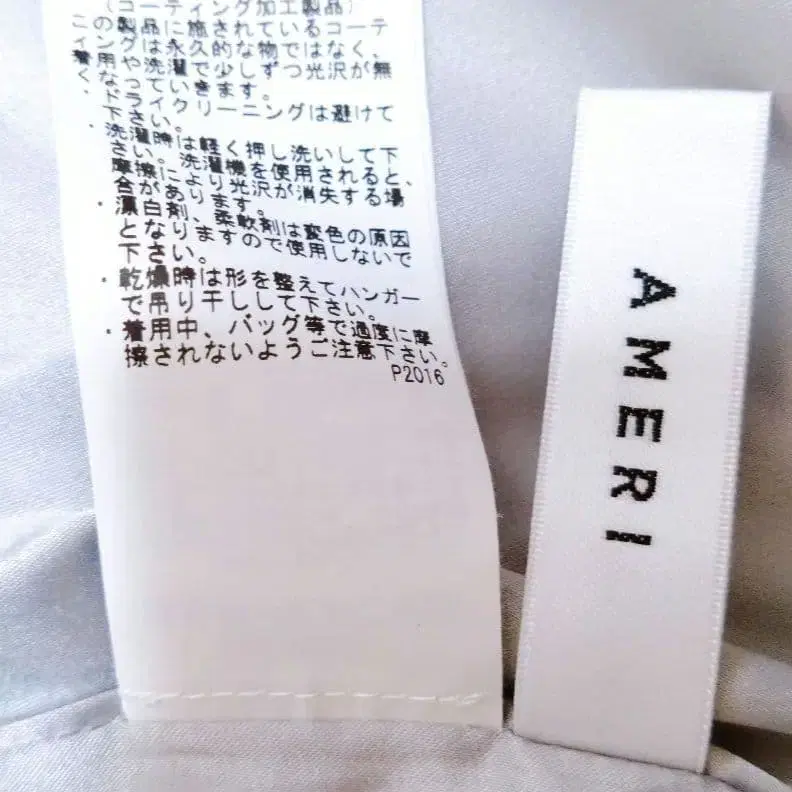 (コーティング加工製品)
この製品に施されているコーテ
ィングは永久的な物ではなく、
着用や洗濯で少しずつ光沢が無
くなっていきます。
・ドライクリーニングは避けて
下さい。
・洗濯時は軽く押し洗いして下
さい。洗濯機を使用されると、
摩擦により光沢が消失する場
合があります。
・漂白剤、柔軟剤は変色の原因
となりますので使用しないで
下さい。
・乾燥時は形を整えてハンガー
で吊り干しして下さい。
・着用中、バッグ等で過度に摩
擦されないようご注意下さい。
P2016
AMERI